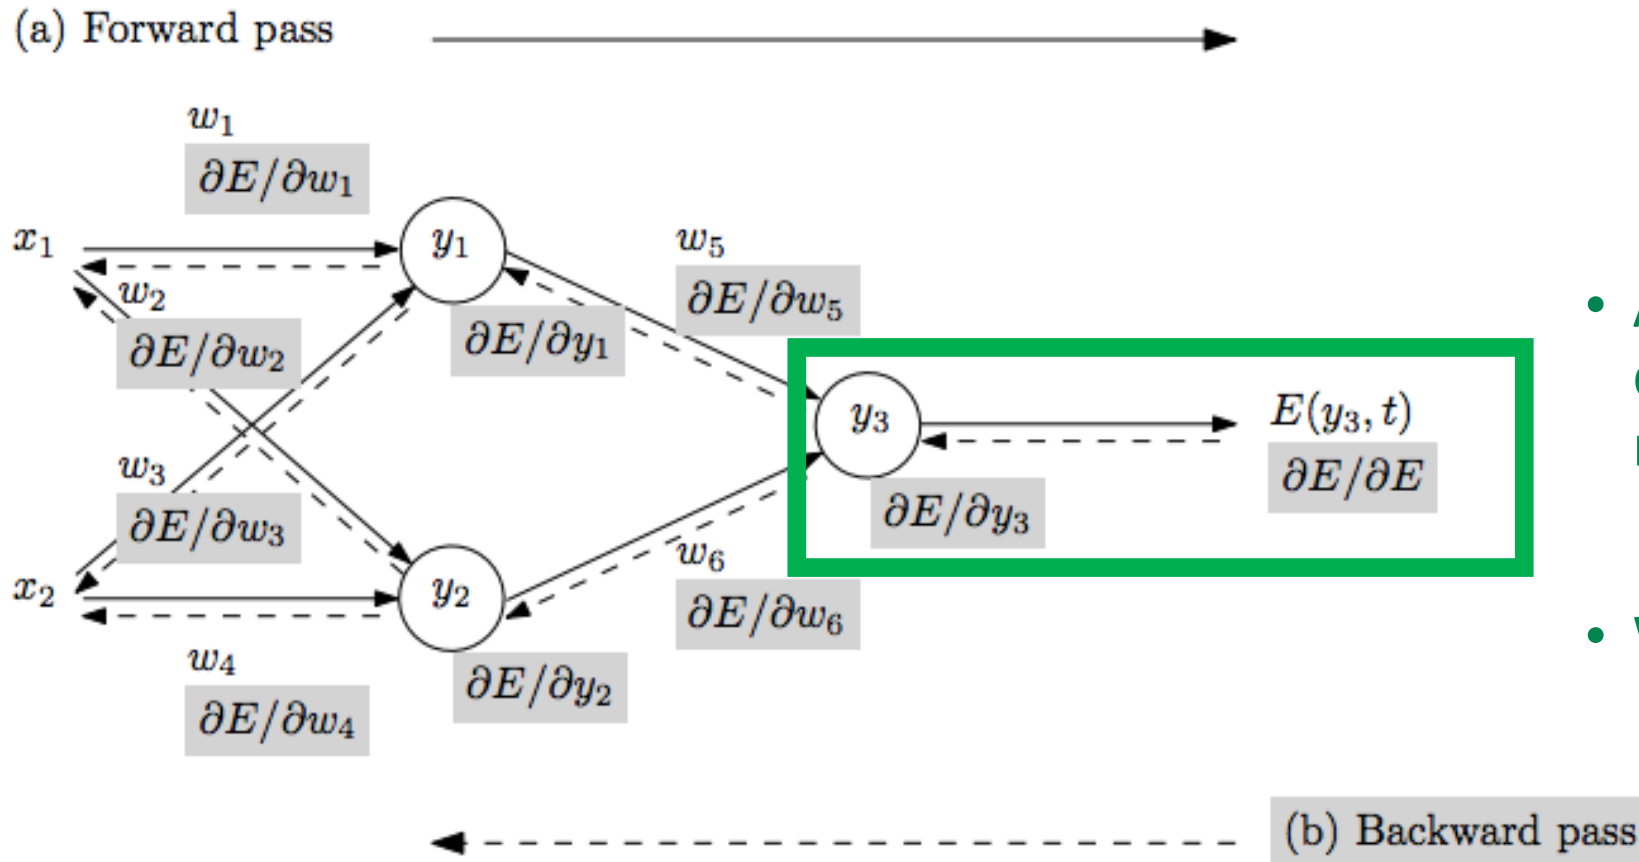 (a) Forward pass
w₁
∂E/∂w₁
x₁
y₁
w₅
∂E/∂w₅
w₂
∂E/∂w₂
∂E/∂y₁
y₃
E(y₃, t)
∂E/∂E
w₃
∂E/∂w₃
∂E/∂y₃
w₆
∂E/∂w₆
x₂
y₂
w₄
∂E/∂w₄
∂E/∂y₂
(b) Backward pass